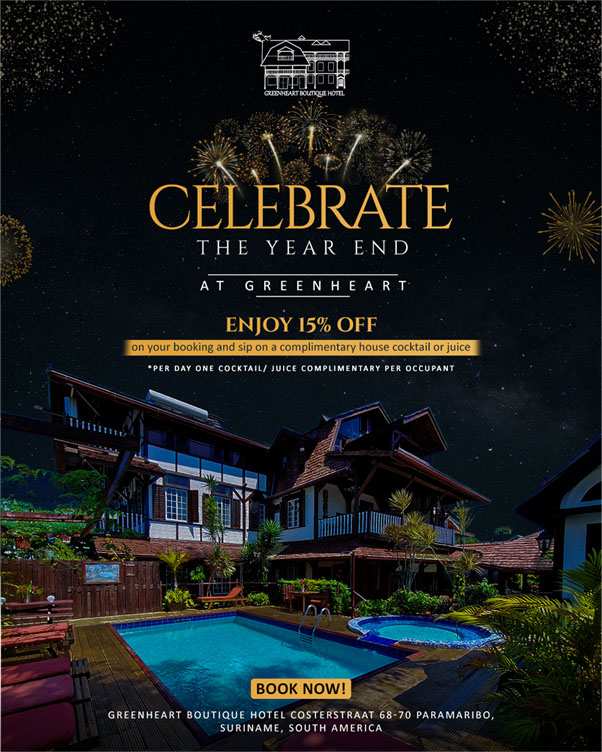 GREENHEART BOUTIQUE HOTEL
CELEBRATE
THE YEAR END
AT GREENHEART
ENJOY 15% OFF
on your booking and sip on a complimentary house cocktail or juice
*PER DAY ONE COCKTAIL/ JUICE COMPLIMENTARY PER OCCUPANT
BOOK NOW!
GREENHEART BOUTIQUE HOTEL COSTERSTRAAT 68-70 PARAMARIBO,
SURINAME, SOUTH AMERICA